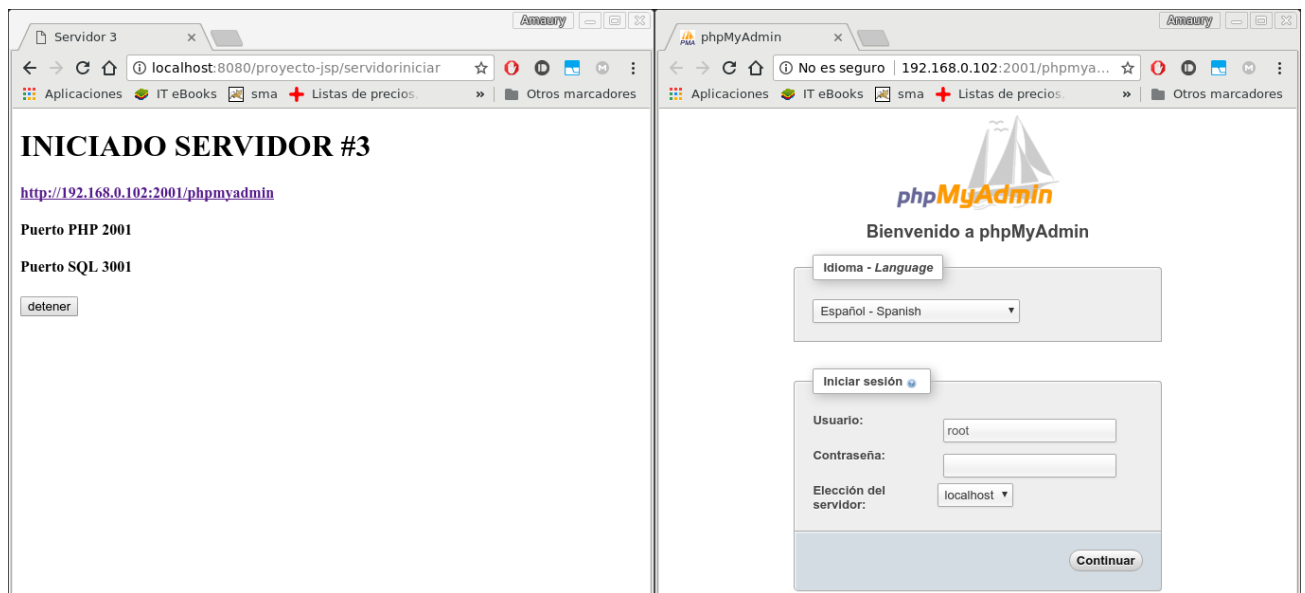 Amaury
Servidor 3
localhost:8080/proyecto-jsp/servidoriniciar
Aplicaciones IT eBooks sma Listas de precios. » Otros marcadores
INICIADO SERVIDOR #3
http://192.168.0.102:2001/phpmyadmin
Puerto PHP 2001
Puerto SQL 3001
detener
Amaury
PMA phpMyAdmin
No es seguro | 192.168.0.102:2001/phpmya...
Aplicaciones IT eBooks sma Listas de precios. » Otros marcadores
phpMyAdmin
Bienvenido a phpMyAdmin
Idioma - Language
Español - Spanish
Iniciar sesión
Usuario:
root
Contraseña:
Elección del
servidor:
localhost
Continuar